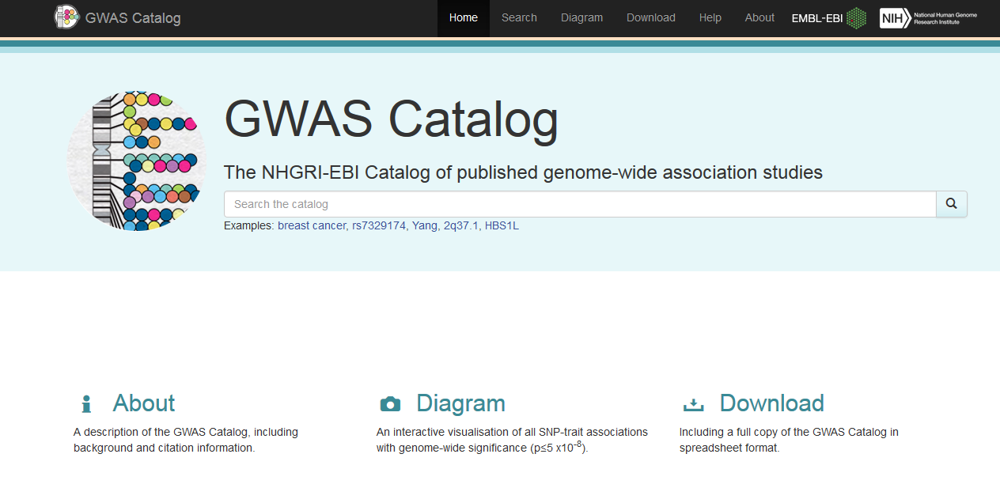 GWAS Catalog
Home Search Diagram Download Help About EMBL-EBI NIH National Human Genome
Research Institute
GWAS Catalog
The NHGRI-EBI Catalog of published genome-wide association studies
Search the catalog
Examples: breast cancer, rs7329174, Yang, 2q37.1, HBS1L
About
A description of the GWAS Catalog, including
background and citation information.
Diagram
An interactive visualisation of all SNP-trait associations
with genome-wide significance (p≤5 x10⁻⁸).
Download
Including a full copy of the GWAS Catalog in
spreadsheet format.